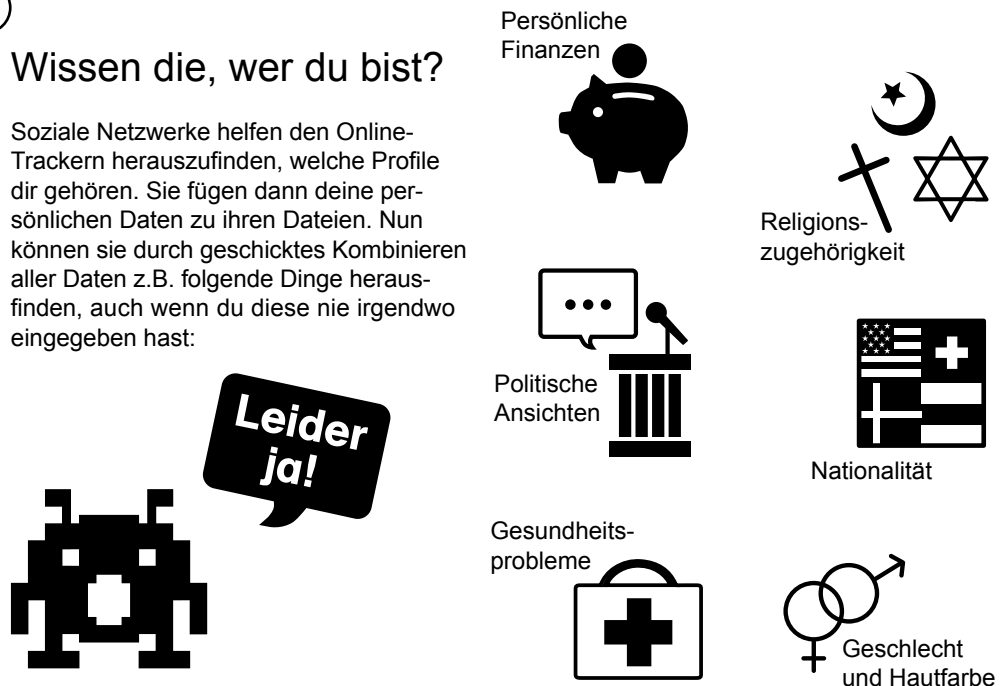 Wissen die, wer du bist?
Soziale Netzwerke helfen den Online-
Trackern herauszufinden, welche Profile
dir gehören. Sie fügen dann deine per-
sönlichen Daten zu ihren Dateien. Nun
können sie durch geschicktes Kombinieren
aller Daten z.B. folgende Dinge heraus-
finden, auch wenn du diese nie irgendwo
eingegeben hast:
Leider
ja!
Persönliche
Finanzen
Religions-
zugehörigkeit
Politische
Ansichten
Nationalität
Gesundheits-
probleme
Geschlecht
und Hautfarbe